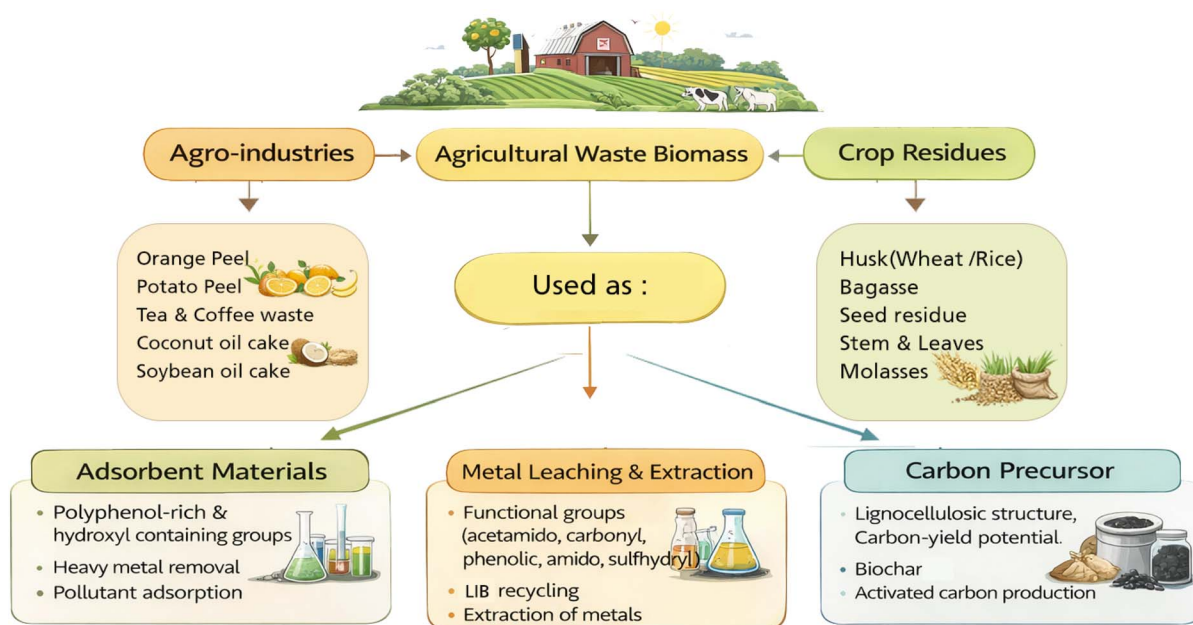 Agro-industries
Agricultural Waste Biomass
Crop Residues
Orange Peel
Potato Peel
Tea & Coffee waste
Coconut oil cake
Soybean oil cake
Used as :
Husk(Wheat /Rice)
Bagasse
Seed residue
Stem & Leaves
Molasses
Adsorbent Materials
• Polyphenol-rich &
hydroxyl containing groups
• Heavy metal removal
• Pollutant adsorption
Metal Leaching & Extraction
• Functional groups
(acetamido, carbonyl,
phenolic, amido, sulfhydryl)
• LIB recycling
• Extraction of metals
Carbon Precursor
• Lignocellulosic structure,
Carbon-yield potential.
• Biochar
• Activated carbon production